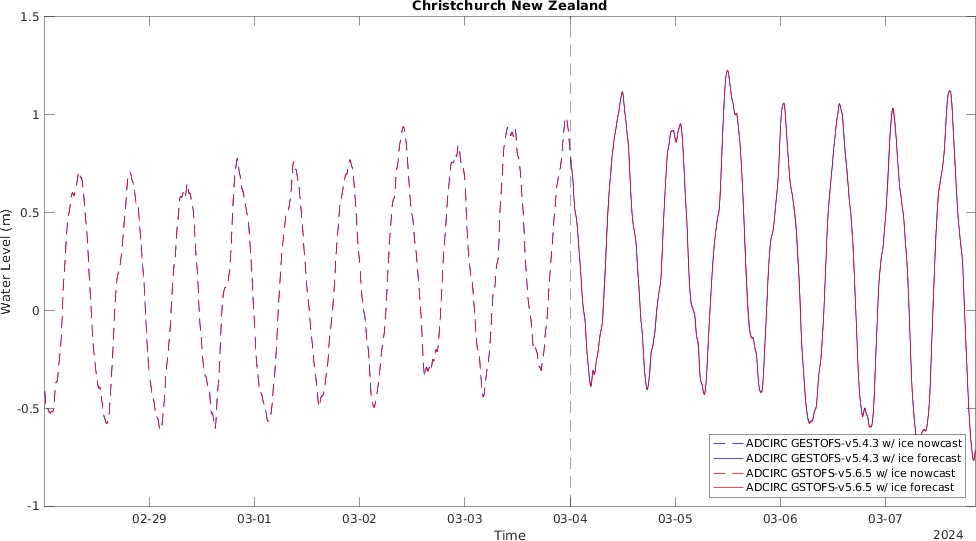 Christchurch New Zealand
1.5
1
0.5
0
-0.5
-1
Water Level (m)
02-29
03-01
03-02
03-03
03-04
03-05
03-06
03-07
Time
2024
ADCIRC GESTOFS-v5.4.3 w/ ice nowcast
ADCIRC GESTOFS-v5.4.3 w/ ice forecast
ADCIRC GSTOFS-v5.6.5 w/ ice nowcast
ADCIRC GSTOFS-v5.6.5 w/ ice forecast